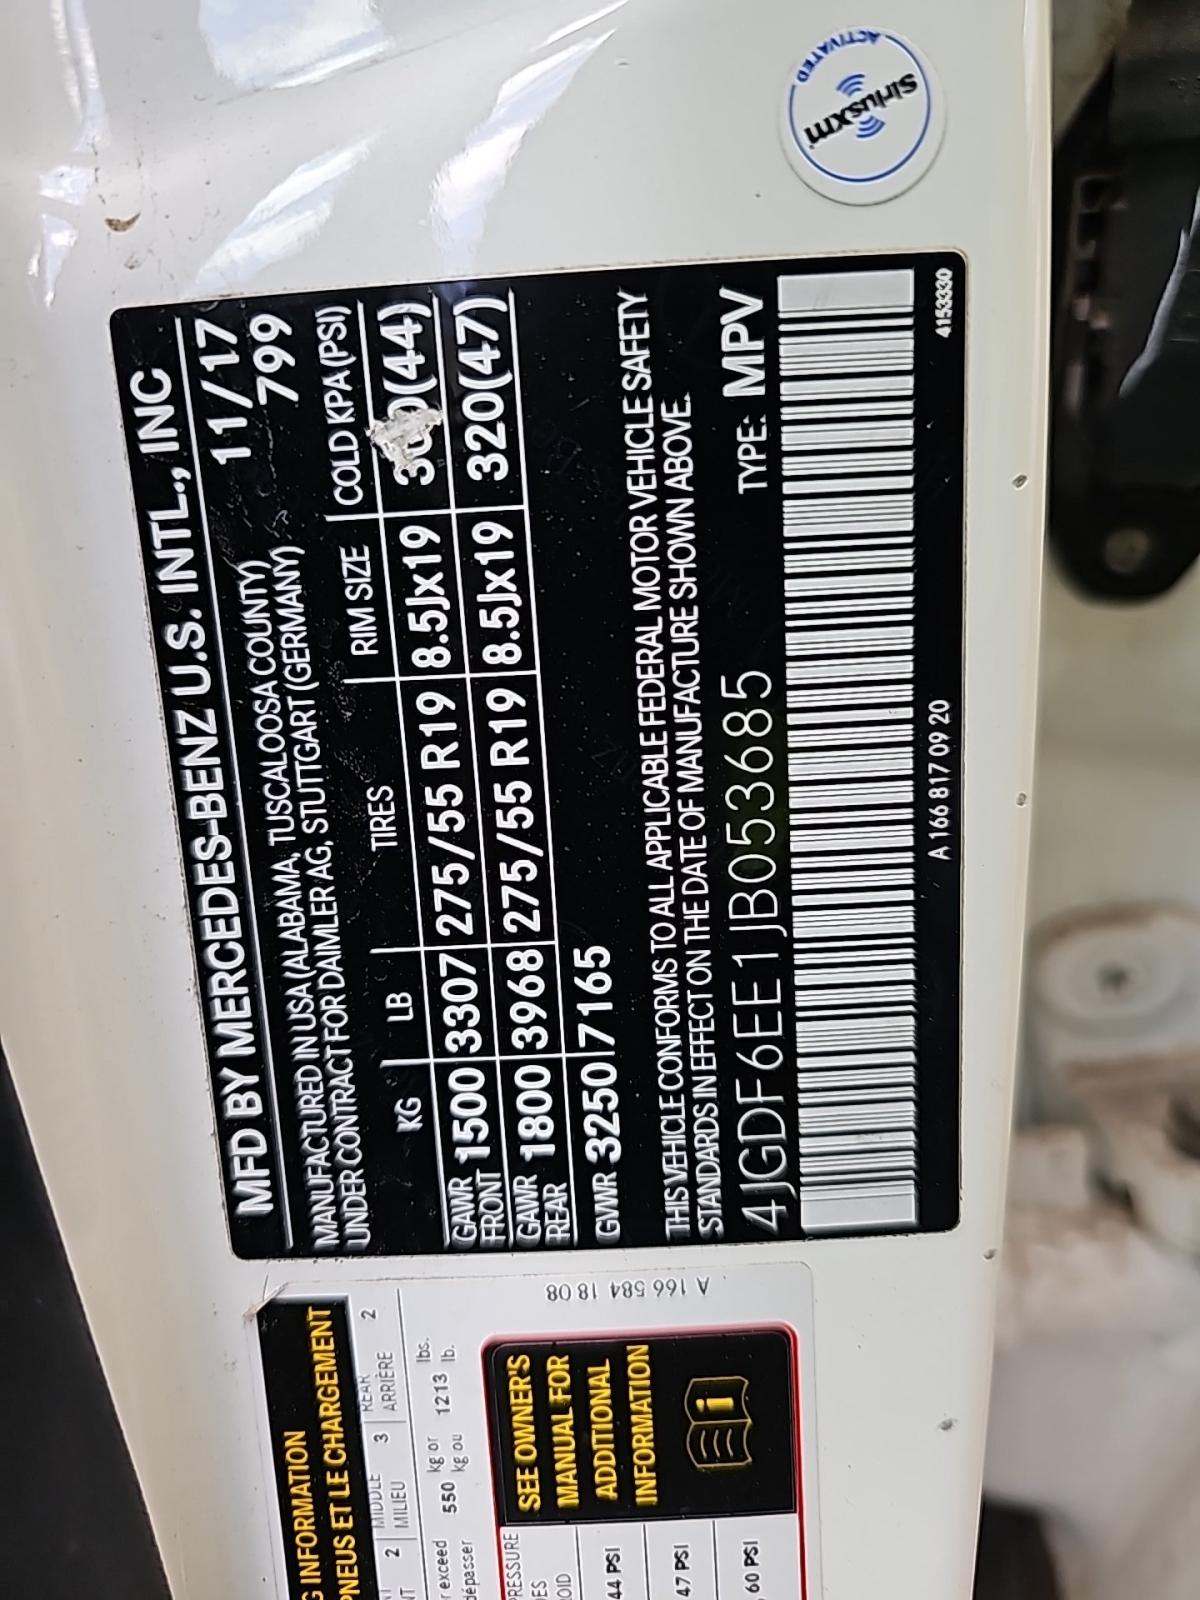 ACTIVATED
SiriusXm
MFD BY MERCEDES-BENZ U.S. INTL., INC
MANUFACTURED IN USA (ALABAMA, TUSCALOOSA COUNTY) 11/17
UNDER CONTRACT FOR DAIMLER AG, STUTTGART (GERMANY) 799
KG LB TIRES RIM SIZE COLD KPA (PSI)
GAWR FRONT 1500 3307 275/55 R19 8.5Jx19 (44)
GAWR REAR 1800 3968 275/55 R19 8.5Jx19 320(47)
GVWR 3250 7165
THIS VEHICLE CONFORMS TO ALL APPLICABLE FEDERAL MOTOR VEHICLE SAFETY
STANDARDS IN EFFECT ON THE DATE OF MANUFACTURE SHOWN ABOVE.
4JGDF6EE1JB053685 TYPE: MPV
A 166 817 09 20 4153330
INFORMATION
PNEUS ET LE CHARGEMENT
2 MIDDLE MILIEU 3 REAR ARRIÈRE 2
exceed 550 kg or 1213 lbs.
dépasser kg ou lb.
A 166 584 18 08
PRESSURE
SEE OWNER'S
MANUAL FOR
ADDITIONAL
INFORMATION
44 PSI
47 PSI
60 PSI